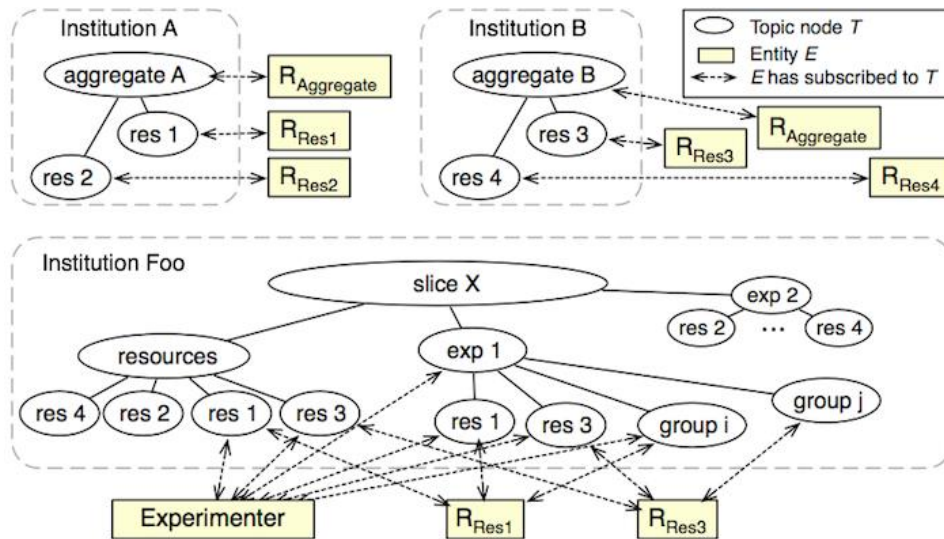 Institution A
aggregate A
R_Aggregate
res 1
R_Res1
res 2
R_Res2
Institution B
aggregate B
R_Aggregate
res 3
R_Res3
res 4
R_Res4
Topic node T
Entity E
E has subscribed to T
Institution Foo
slice X
exp 2
res 2
...
res 4
resources
exp 1
res 4
res 2
res 1
res 3
res 1
res 3
group i
group j
Experimenter
R_Res1
R_Res3